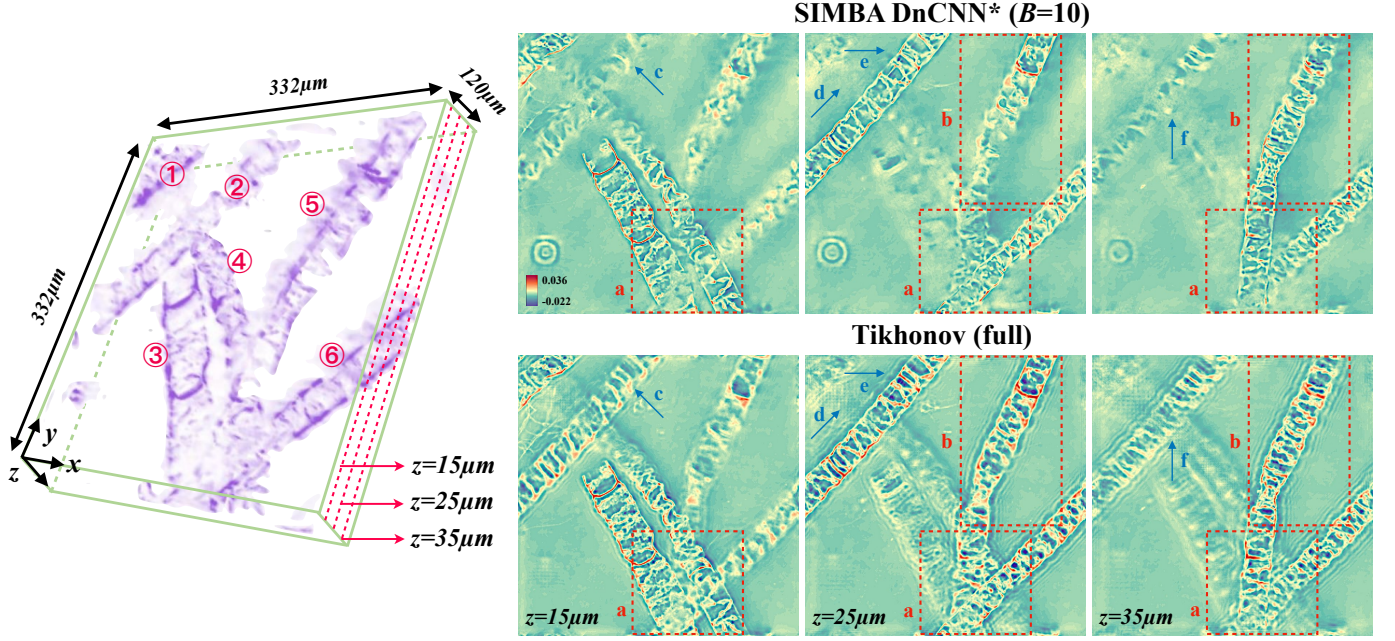 332μm
120μm
332μm
①
②
⑤
④
③
⑥
y
z
x
z=15μm
z=25μm
z=35μm
SIMBA DnCNN* (B=10)
c
a
0.036
-0.022
e
d
b
a
f
b
a
Tikhonov (full)
c
a
z=15μm
e
d
b
a
z=25μm
f
b
a
z=35μm